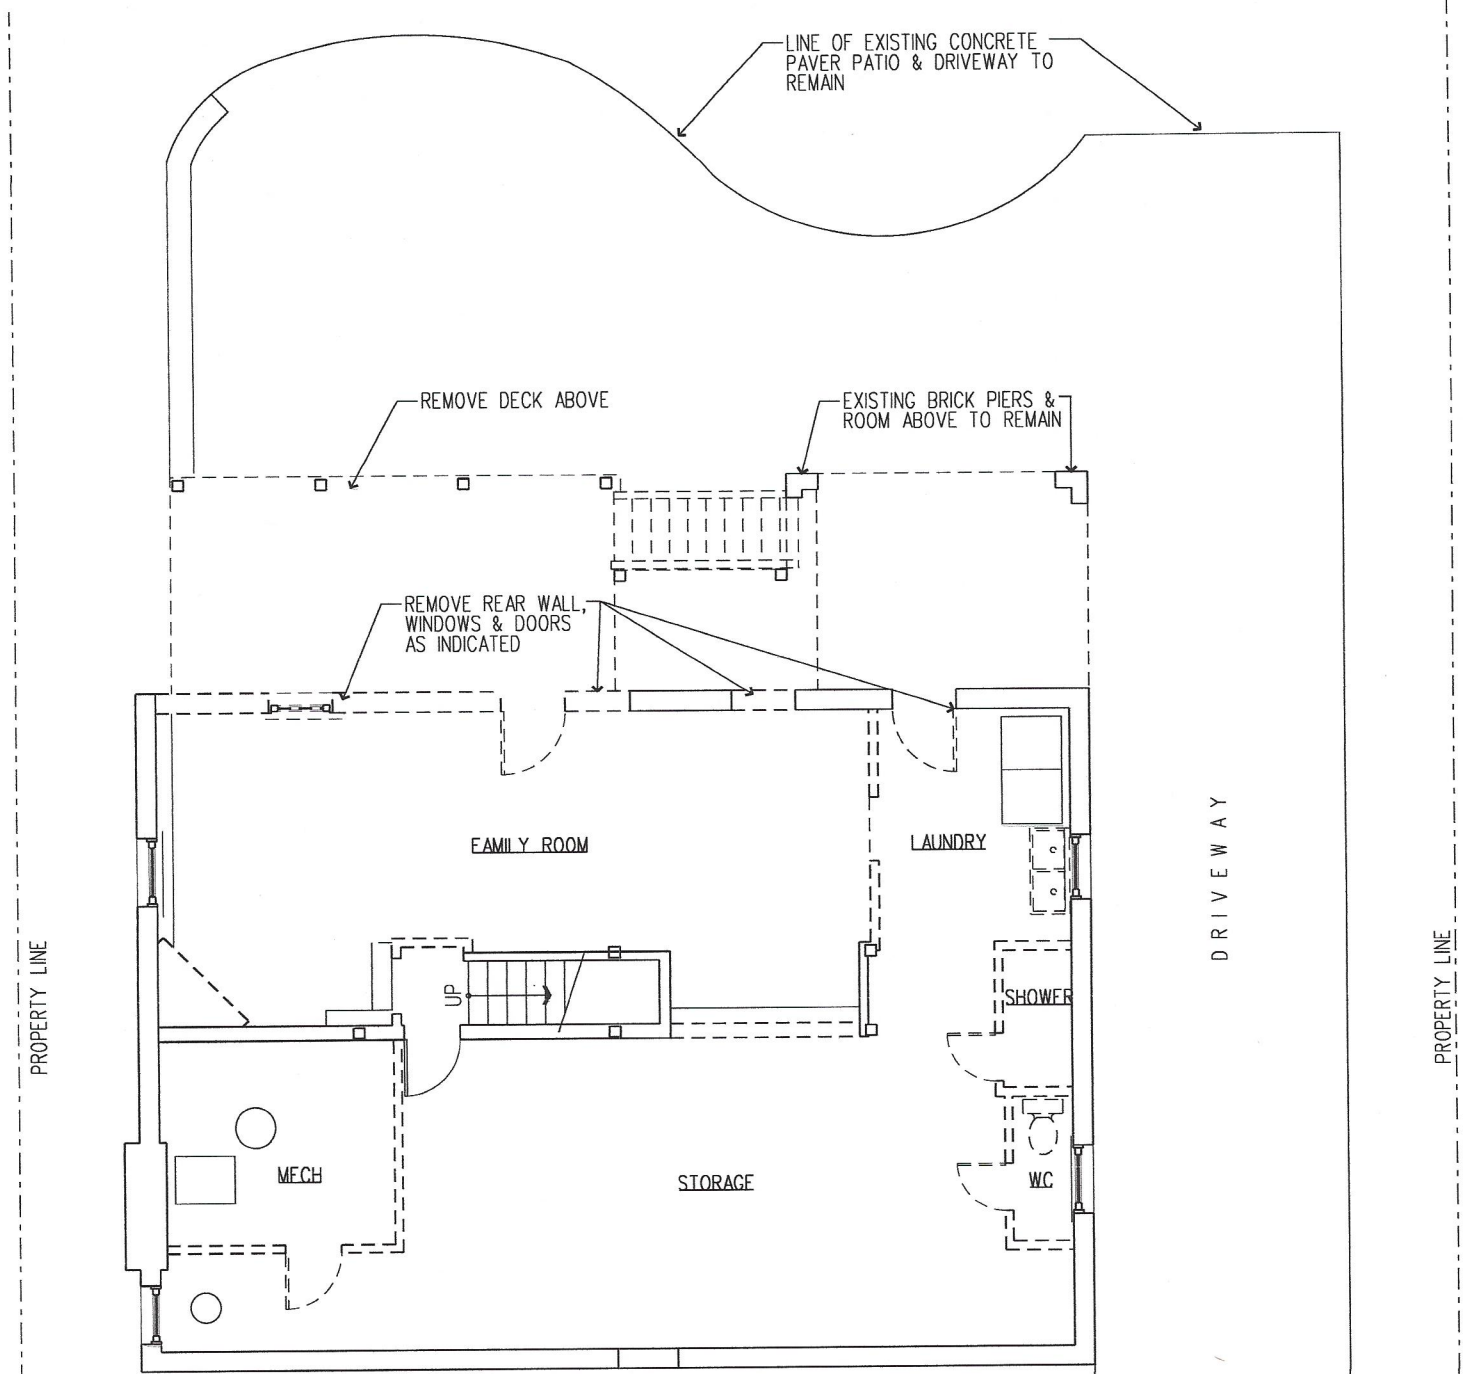 LINE OF EXISTING CONCRETE
PAVER PATIO & DRIVEWAY TO
REMAIN
REMOVE DECK ABOVE
EXISTING BRICK PIERS &
ROOM ABOVE TO REMAIN
REMOVE REAR WALL,
WINDOWS & DOORS
AS INDICATED
FAMILY ROOM
LAUNDRY
DRIVEWAY
PROPERTY LINE
PROPERTY LINE
UP
SHOWER
MECH
STORAGE
WC